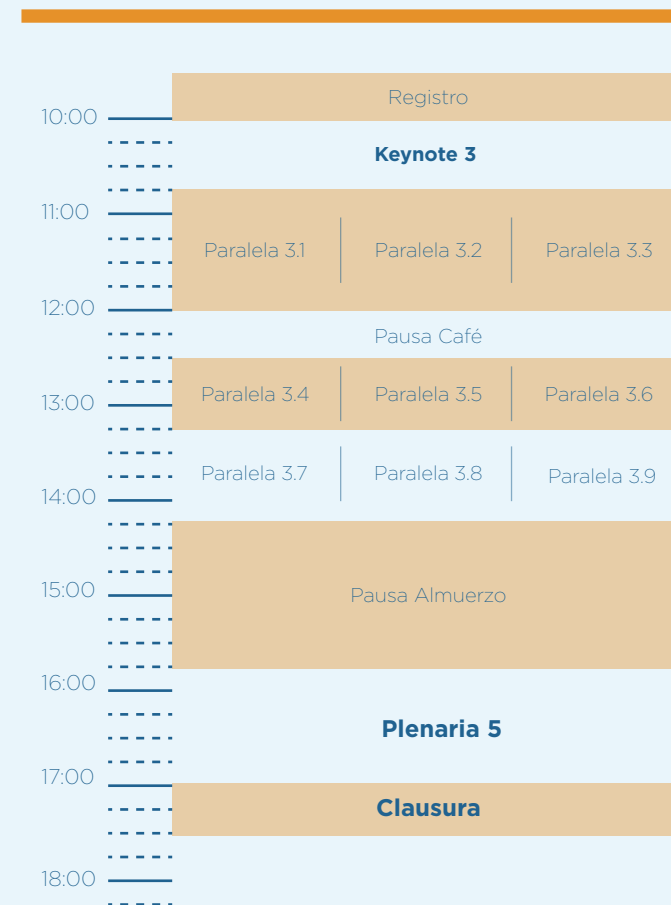 Registro
10:00
Keynote 3
11:00
Paralela 3.1 Paralela 3.2 Paralela 3.3
12:00
Pausa Café
13:00 Paralela 3.4 Paralela 3.5 Paralela 3.6
Paralela 3.7 Paralela 3.8 Paralela 3.9
14:00
15:00 Pausa Almuerzo
16:00
Plenaria 5
17:00
Clausura
18:00